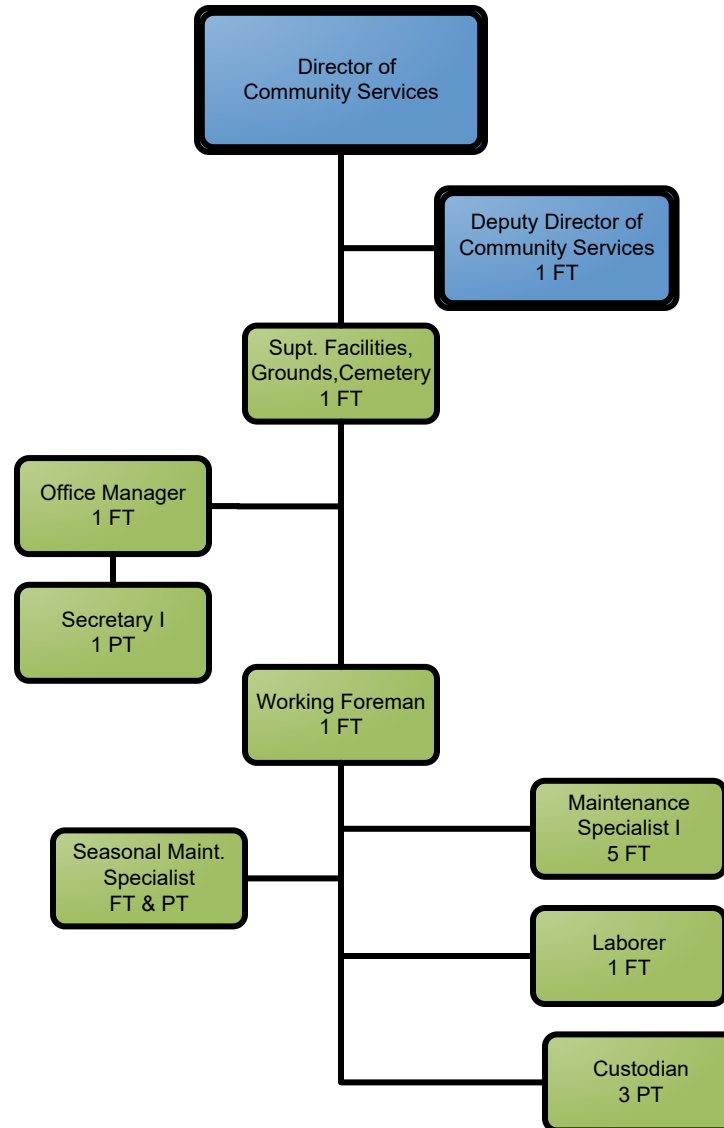 Director of
Community Services
Deputy Director of
Community Services
1 FT
Supt. Facilities,
Grounds,Cemetery
1 FT
Office Manager
1 FT
Secretary I
1 PT
Working Foreman
1 FT
Maintenance
Specialist I
5 FT
Seasonal Maint.
Specialist
FT & PT
Laborer
1 FT
Custodian
3 PT